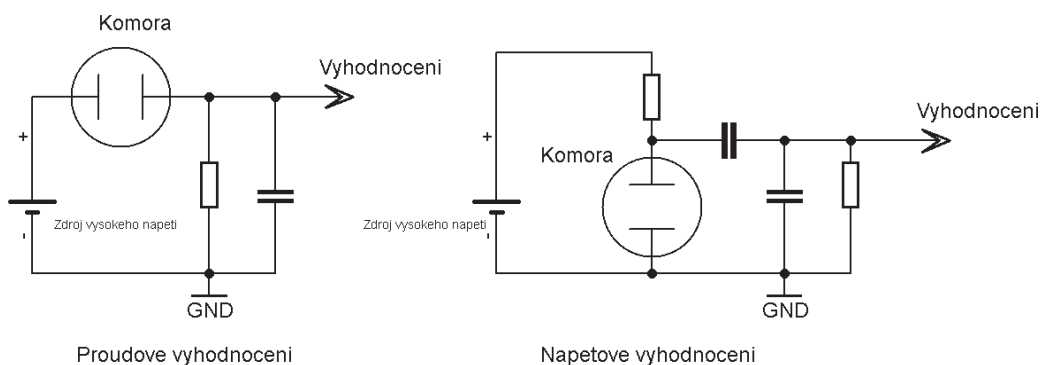 Komora
Vyhodnoceni
+
Zdroj vysokeho napeti
-
GND
Proudove vyhodnoceni
Vyhodnoceni
+
Komora
Zdroj vysokeho napeti
-
GND
Napetove vyhodnoceni